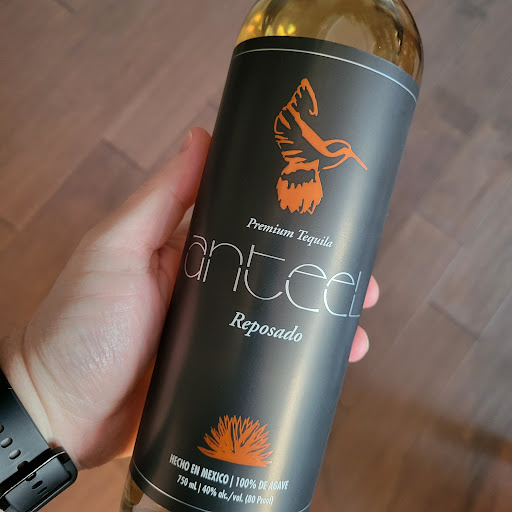 Premium Tequila
anteel
Reposado
HECHO EN MEXICO | 100% DE AGAVE
750 ml | 40% alc./vol. (80 Proof)